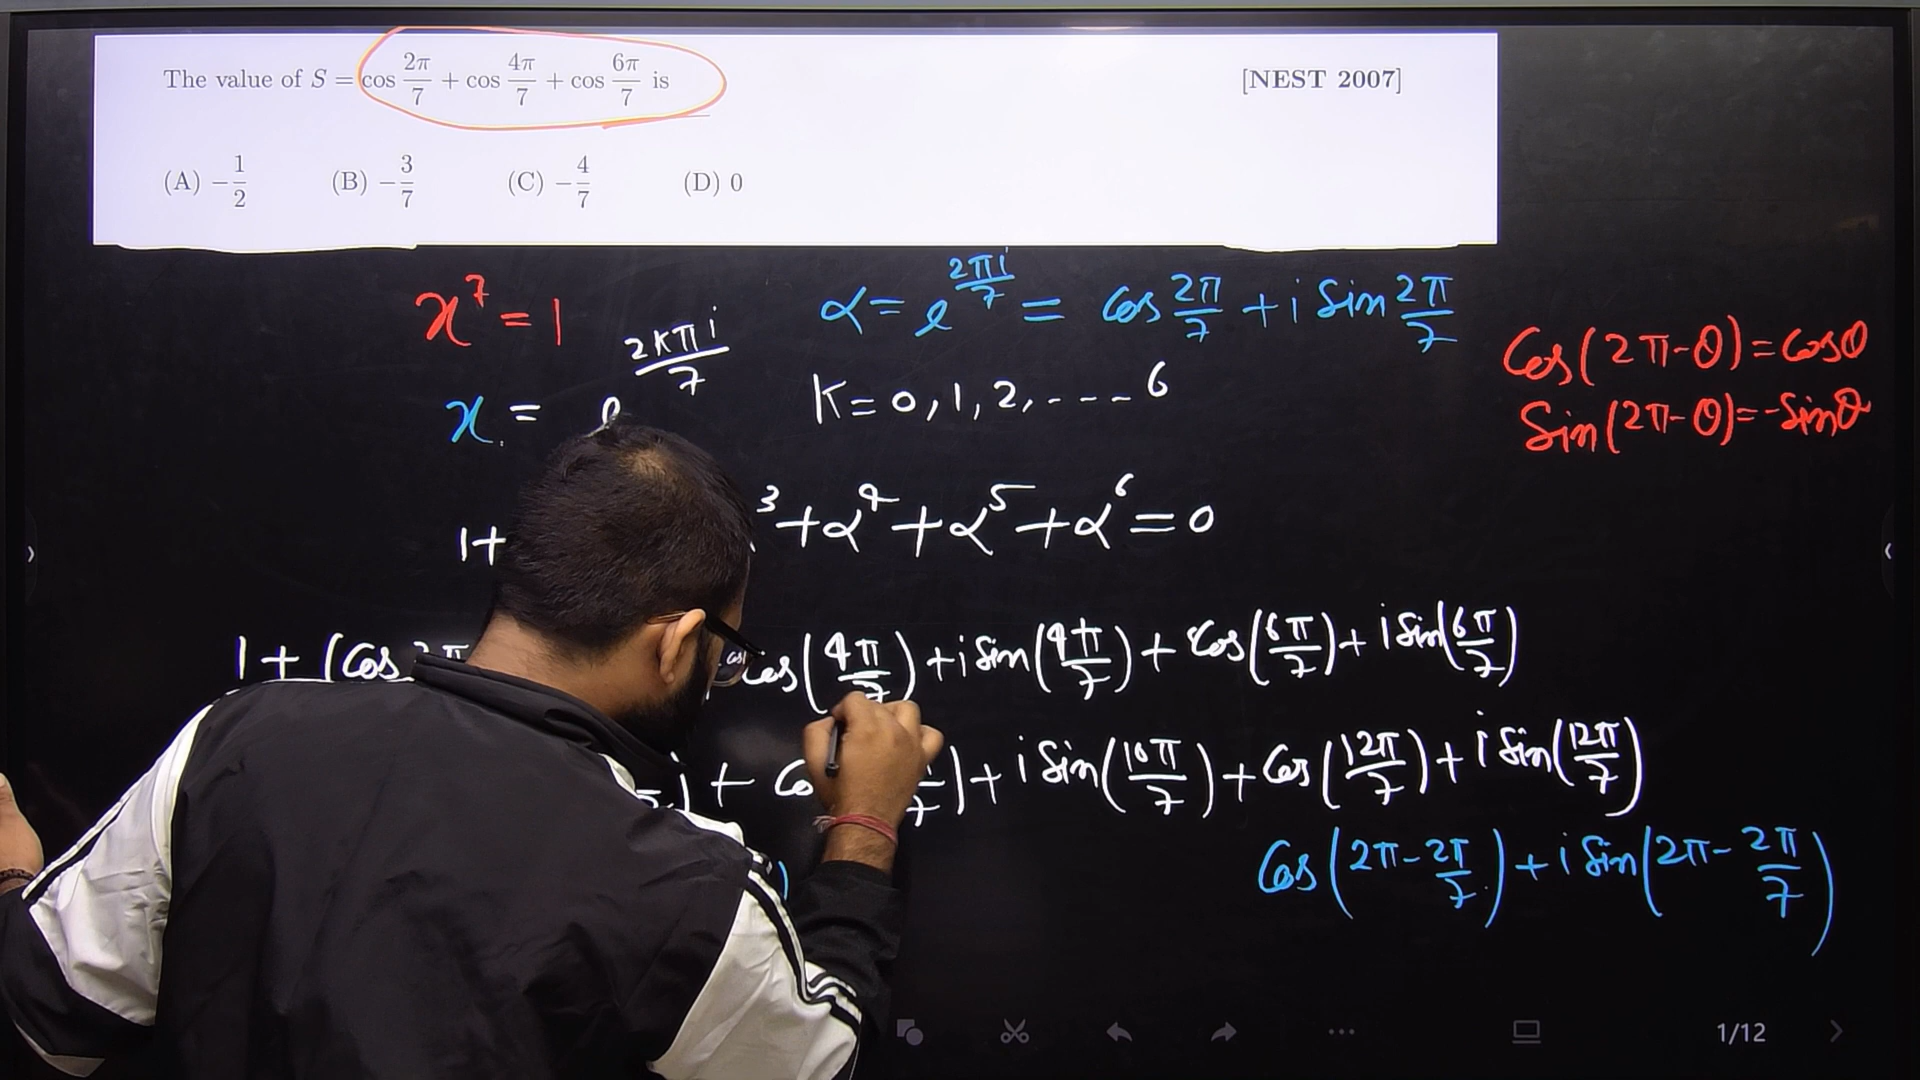 The value of S = cos 2π/7 + cos 4π/7 + cos 6π/7 is [NEST 2007]
(A) −1/2 (B) −3/7 (C) −4/7 (D) 0
x^7 = 1
α = e^(2πi/7) = cos 2π/7 + i sin 2π/7
cos(2π-θ)=cosθ
x = e^(2kπi/7) K=0,1,2,---6
sin(2π-θ)=-sinθ
1+ 3+α^4+α^5+α^6=0
1+(cos cos(4π/7)+i sin(4π/7)+cos(6π/7)+i sin(6π/7)
+ i sin(10π/7)+cos(12π/7)+i sin(12π/7)
cos(2π-2π/7)+i sin(2π-2π/7)
1/12